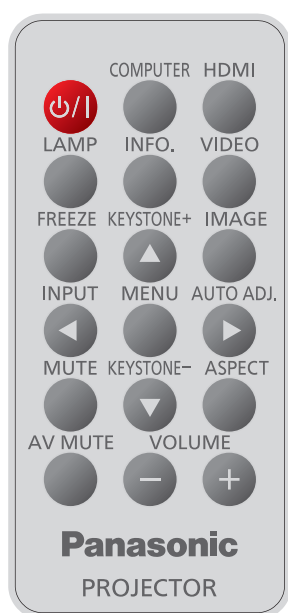 COMPUTER HDMI
⏻/I
LAMP INFO. VIDEO
FREEZE KEYSTONE+ IMAGE
INPUT MENU AUTO ADJ.
MUTE KEYSTONE− ASPECT
AV MUTE VOLUME
− +
Panasonic
PROJECTOR